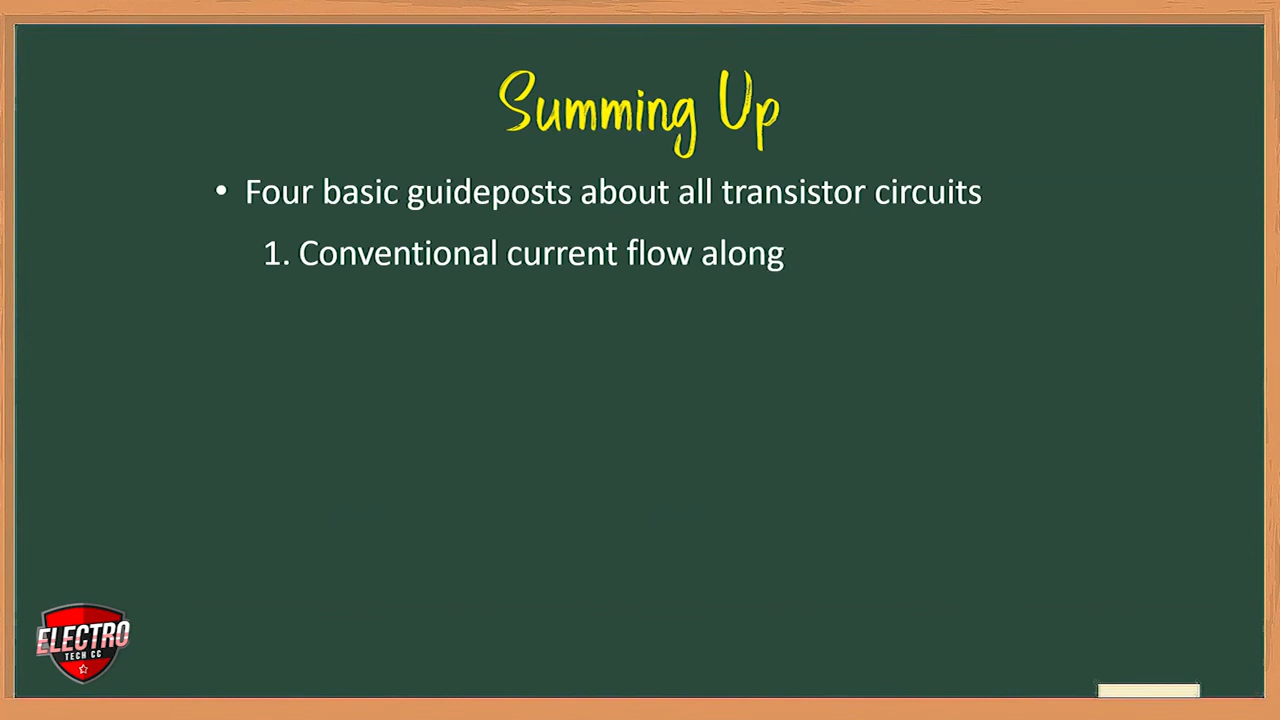 Summing Up
• Four basic guideposts about all transistor circuits
1. Conventional current flow along
ELECTRO
TECH CC